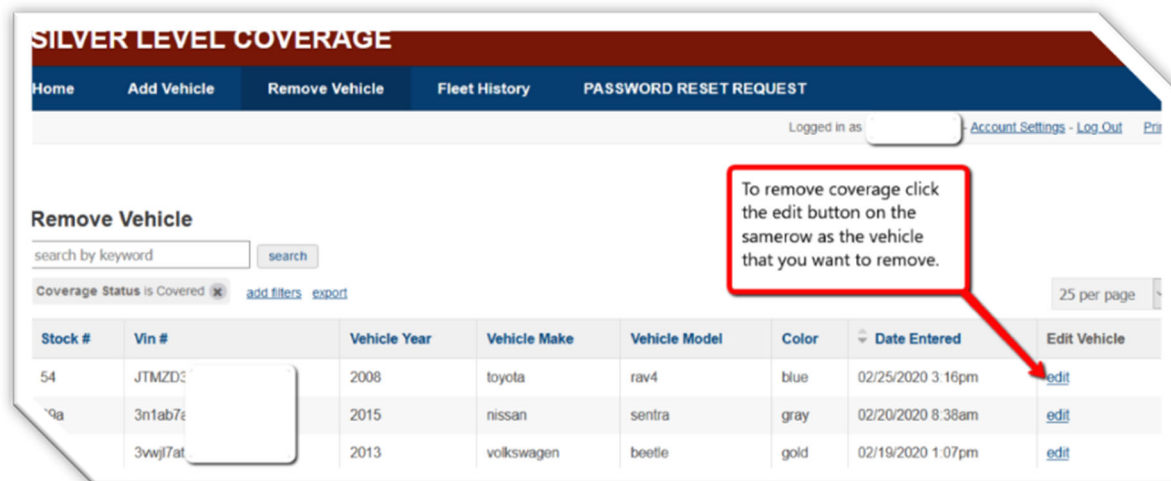 SILVER LEVEL COVERAGE
Home Add Vehicle Remove Vehicle Fleet History PASSWORD RESET REQUEST
Logged in as - Account Settings - Log Out
To remove coverage click
the edit button on the
samerow as the vehicle
that you want to remove.
Remove Vehicle
search by keyword search
Coverage Status is Covered x add filters export
25 per page
Stock # Vin # Vehicle Year Vehicle Make Vehicle Model Color Date Entered Edit Vehicle
54 JTMZD3 2008 toyota rav4 blue 02/25/2020 3:16pm edit
3n1ab7a 2015 nissan sentra gray 02/20/2020 8:38am edit
3vwjl7at 2013 volkswagen beetle gold 02/19/2020 1:07pm edit